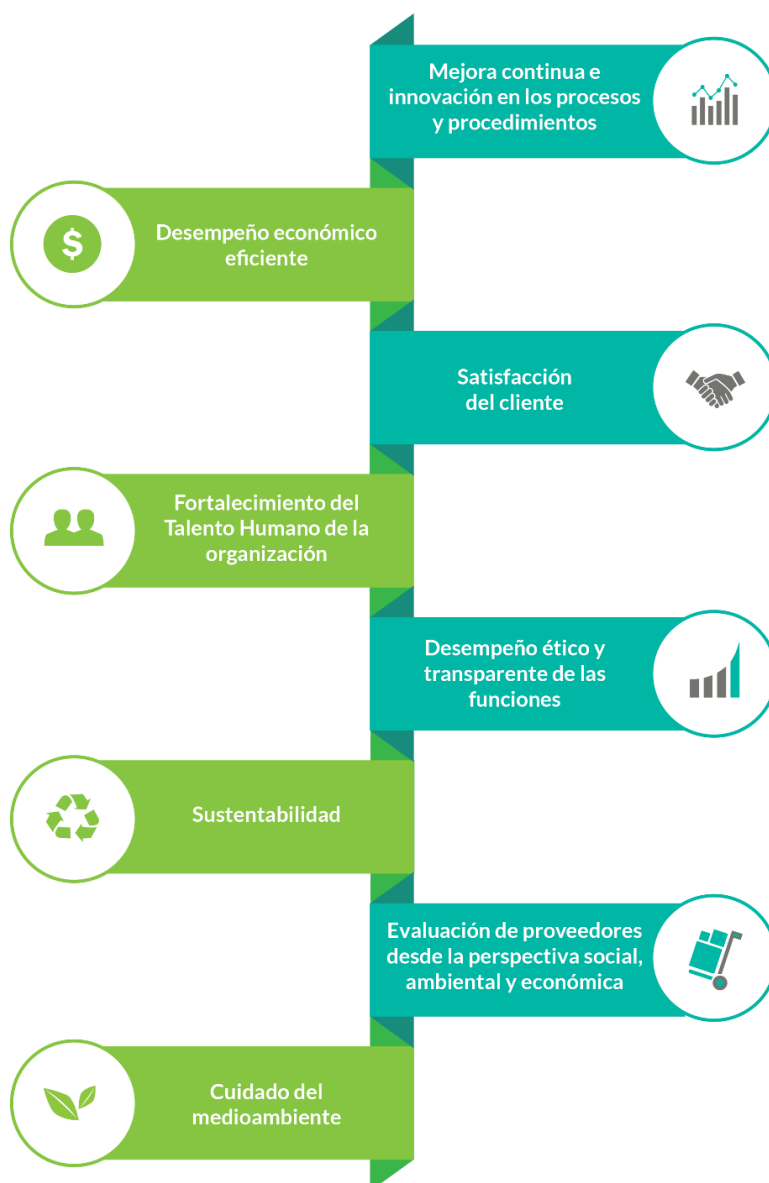 Mejora continua e
innovación en los procesos
y procedimientos
$
Desempeño económico
eficiente
Satisfacción
del cliente
Fortalecimiento del
Talento Humano de la
organización
Desempeño ético y
transparente de las
funciones
Sustentabilidad
Evaluación de proveedores
desde la perspectiva social,
ambiental y económica
Cuidado del
medioambiente